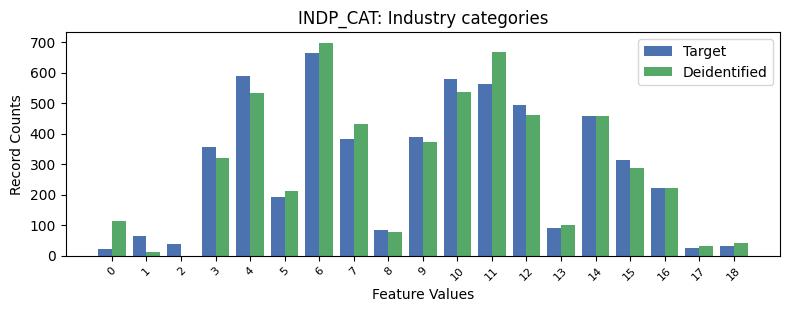 INDP_CAT: Industry categories
Target
Deidentified
Record Counts
700
600
500
400
300
200
100
0
0 1 2 3 4 5 6 7 8 9 10 11 12 13 14 15 16 17 18
Feature Values